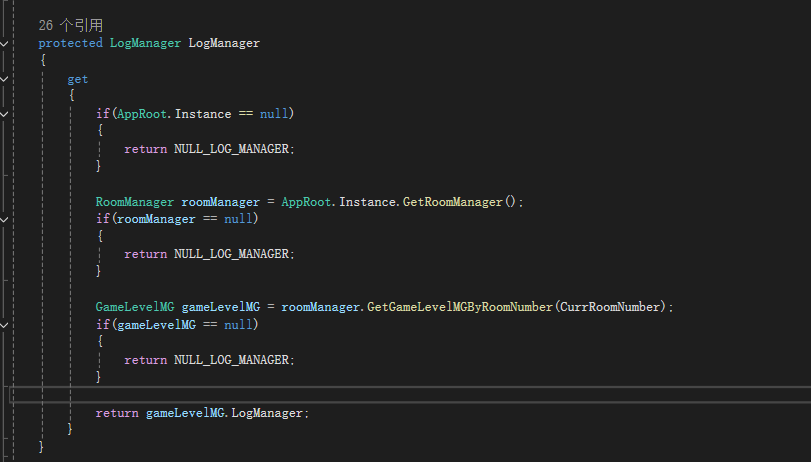 26 个引用
protected LogManager LogManager
{
get
{
if(AppRoot.Instance == null)
{
return NULL_LOG_MANAGER;
}
RoomManager roomManager = AppRoot.Instance.GetRoomManager();
if(roomManager == null)
{
return NULL_LOG_MANAGER;
}
GameLevelMG gameLevelMG = roomManager.GetGameLevelMGByRoomNumber(CurrRoomNumber);
if(gameLevelMG == null)
{
return NULL_LOG_MANAGER;
}
return gameLevelMG.LogManager;
}
}